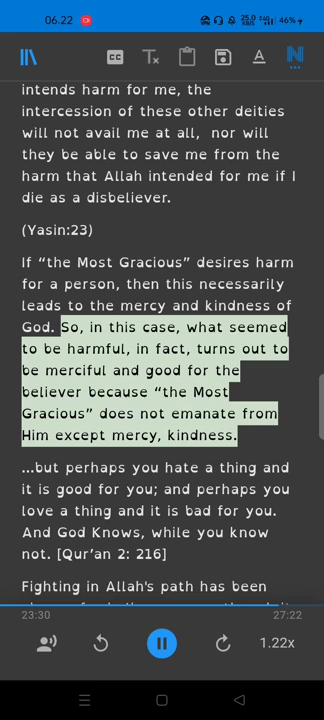 06.22
25.0 KB/S
46%
CC
T×
A
N
intends harm for me, the
intercession of these other deities
will not avail me at all, nor will
they be able to save me from the
harm that Allah intended for me if I
die as a disbeliever.
(Yasin:23)
If “the Most Gracious” desires harm
for a person, then this necessarily
leads to the mercy and kindness of
God. So, in this case, what seemed
to be harmful, in fact, turns out to
be merciful and good for the
believer because “the Most
Gracious” does not emanate from
Him except mercy, kindness.
...but perhaps you hate a thing and
it is good for you; and perhaps you
love a thing and it is bad for you.
And God Knows, while you know
not. [Qur’an 2: 216]
Fighting in Allah's path has been
23:30
27:22
1.22x